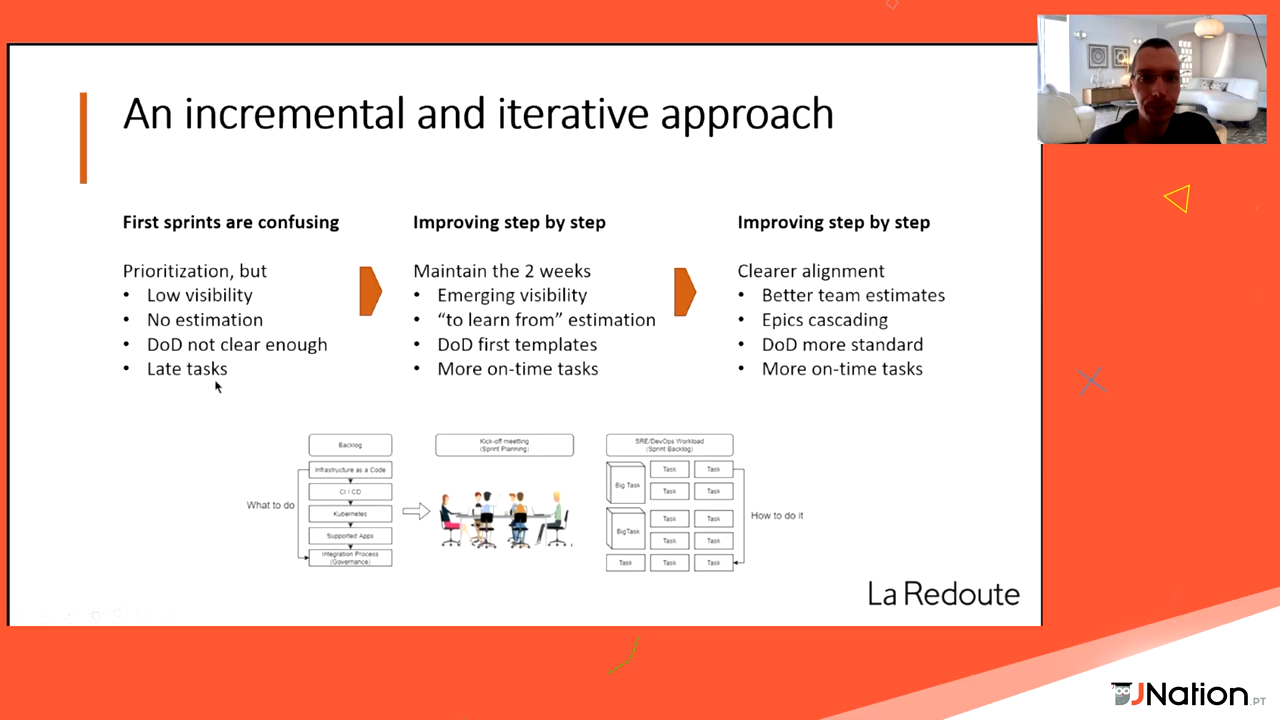 An incremental and iterative approach
First sprints are confusing
Prioritization, but
• Low visibility
• No estimation
• DoD not clear enough
• Late tasks
Improving step by step
Maintain the 2 weeks
• Emerging visibility
• “to learn from” estimation
• DoD first templates
• More on-time tasks
Improving step by step
Clearer alignment
• Better team estimates
• Epics cascading
• DoD more standard
• More on-time tasks
What to do
Backlog
Infrastructure as a Code
CI / CD
Kubernetes
Supported Apps
Integration Process
(Governance)
Kick-off meetting
(Sprint Planning)
SRE/DevOps Workload
(Sprint Backlog)
Big Task
Task
Task
Task
Task
BigTask
Task
Task
Task
Task
Task
Task
Task
How to do it
La Redoute
JNation.PT